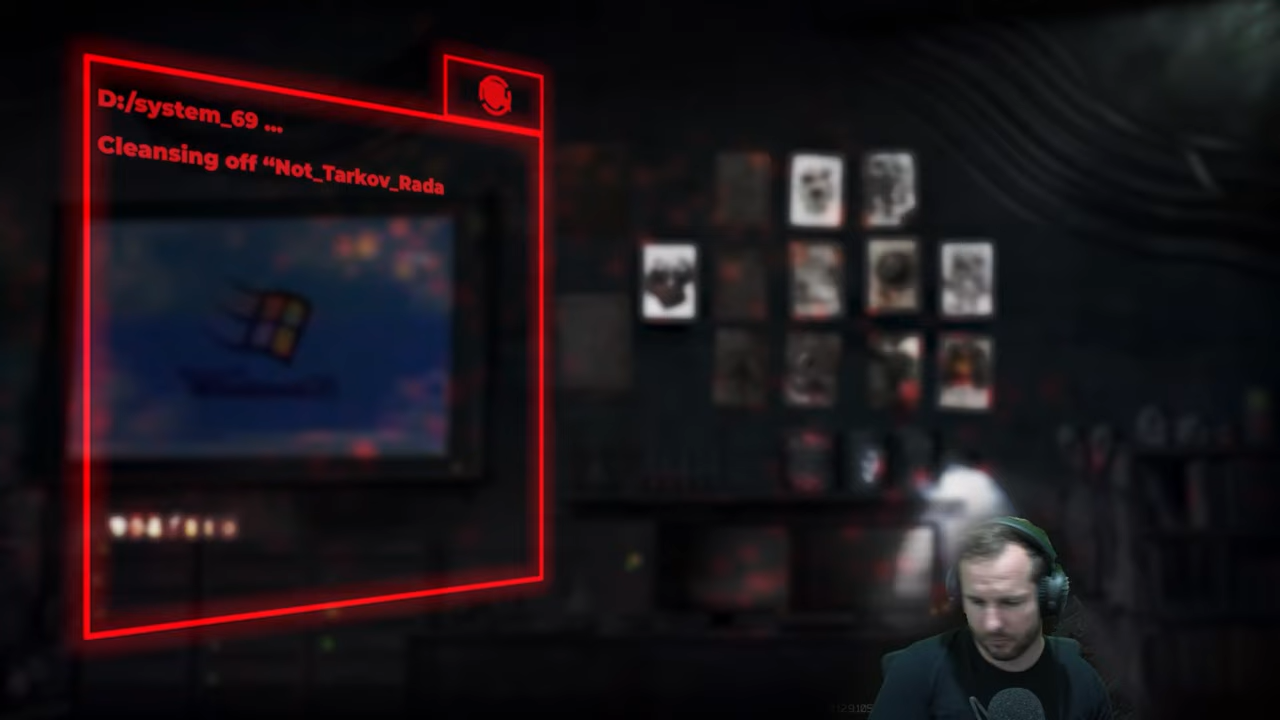 D:/system_69 ...
Cleansing off “Not_Tarkov_Rada